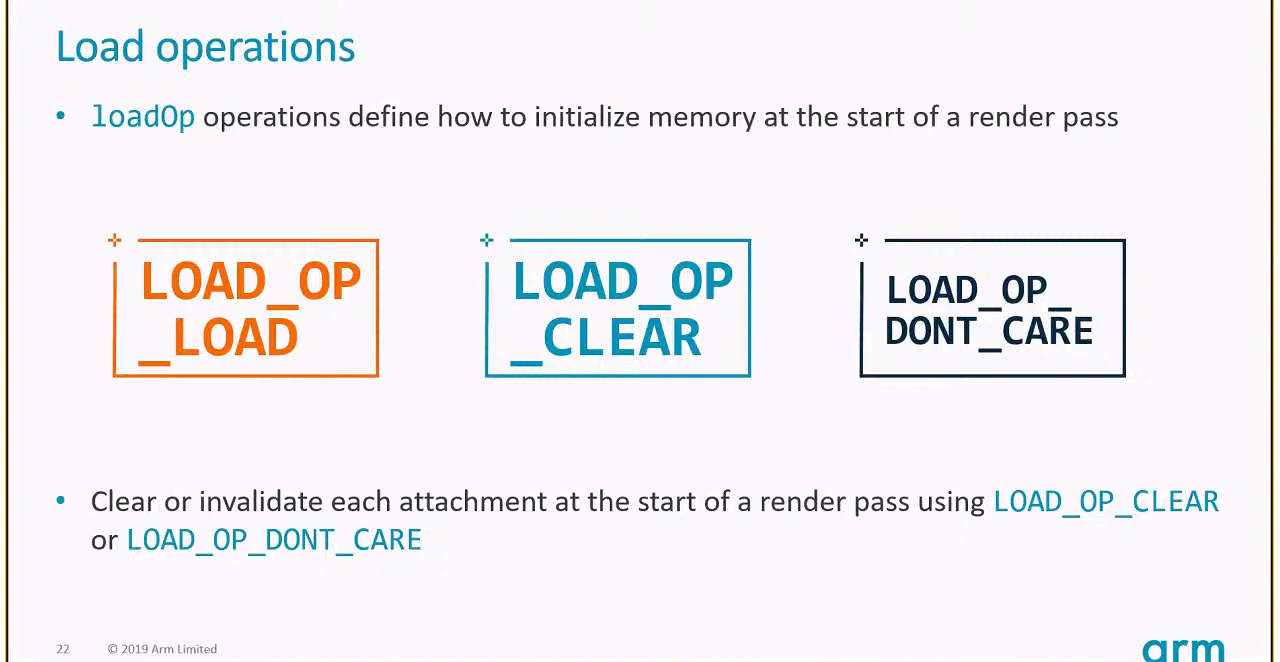 Load operations
• loadOp operations define how to initialize memory at the start of a render pass
LOAD_OP
_LOAD
LOAD_OP
_CLEAR
LOAD_OP_
DONT_CARE
• Clear or invalidate each attachment at the start of a render pass using LOAD_OP_CLEAR
or LOAD_OP_DONT_CARE
22 © 2019 Arm Limited
arm